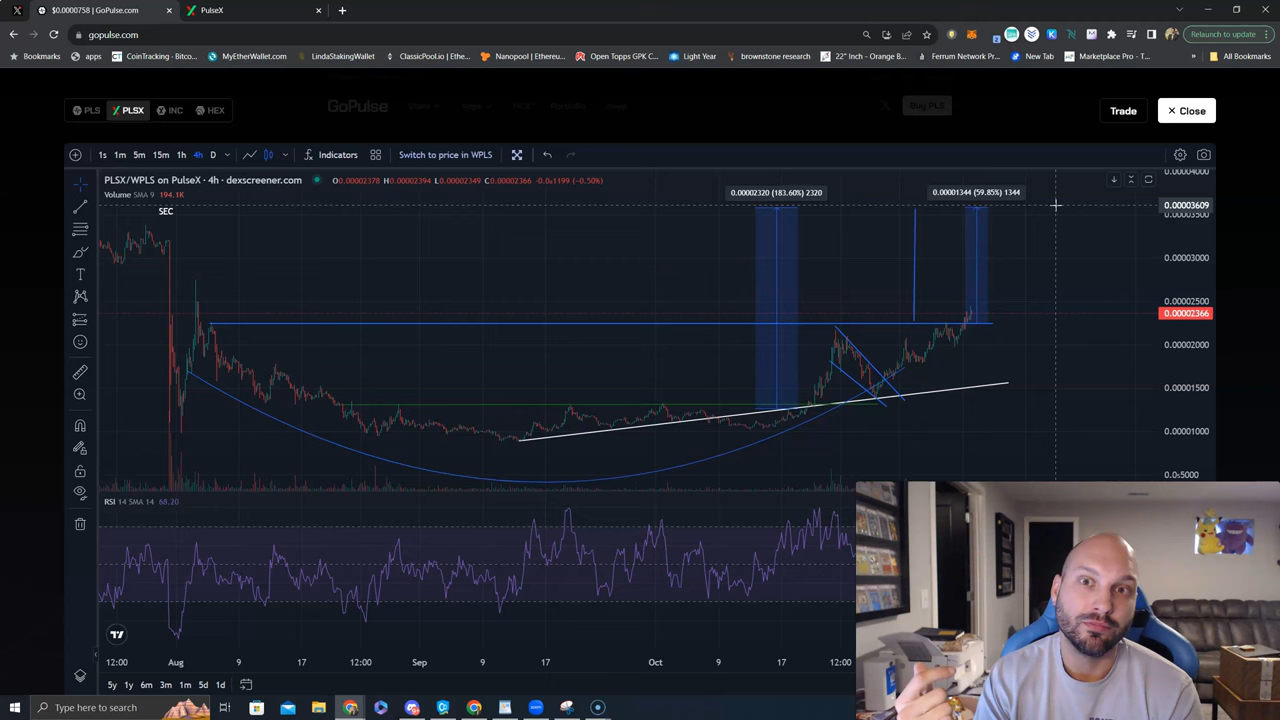 $0.0000758 | GoPulse.com
PulseX
gopulse.com
Relaunch to update
Bookmarks
apps
CoinTracking - Bitco...
MyEtherWallet.com
LindaStakingWallet
ClassicPool.io | Ethe...
Nanopool | Ethereu...
Open Topps GPK C...
Light Year
brownstone research
22" Inch - Orange B...
Ferrum Network Pr...
New Tab
Marketplace Pro - T...
All Bookmarks
GoPulse
Buy PLS
PLS
PLSX
INC
HEX
Trade
Close
1s 1m 5m 15m 1h 4h D
Indicators
Switch to price in WPLS
PLSX/WPLS on PulseX · 4h · dexscreener.com
O0.00002378 H0.00002394 L0.00002349 C0.00002366 -0.0₆1199 (-0.50%)
Volume SMA 9 194.1K
SEC
0.00002320 (183.60%) 2320
0.00001344 (59.85%) 1344
0.00004000
0.00003609
0.00003500
0.00003000
0.00002500
0.00002366
0.00002000
0.00001500
0.00001000
0.0₅5000
RSI 14 SMA 14 68.20
12:00 Aug 9 17 12:00 Sep 9 17 Oct 9 17 12:00
5y 1y 6m 3m 1m 5d 1d
Type here to search